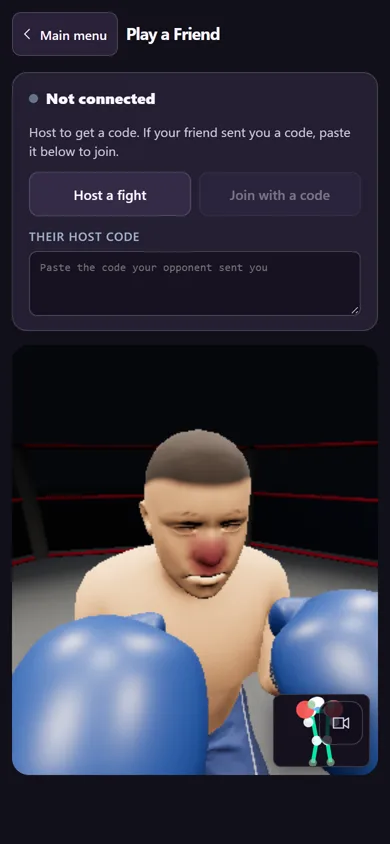 Main menu
Play a Friend
Not connected
Host to get a code. If your friend sent you a code, paste
it below to join.
Host a fight
Join with a code
THEIR HOST CODE
Paste the code your opponent sent you